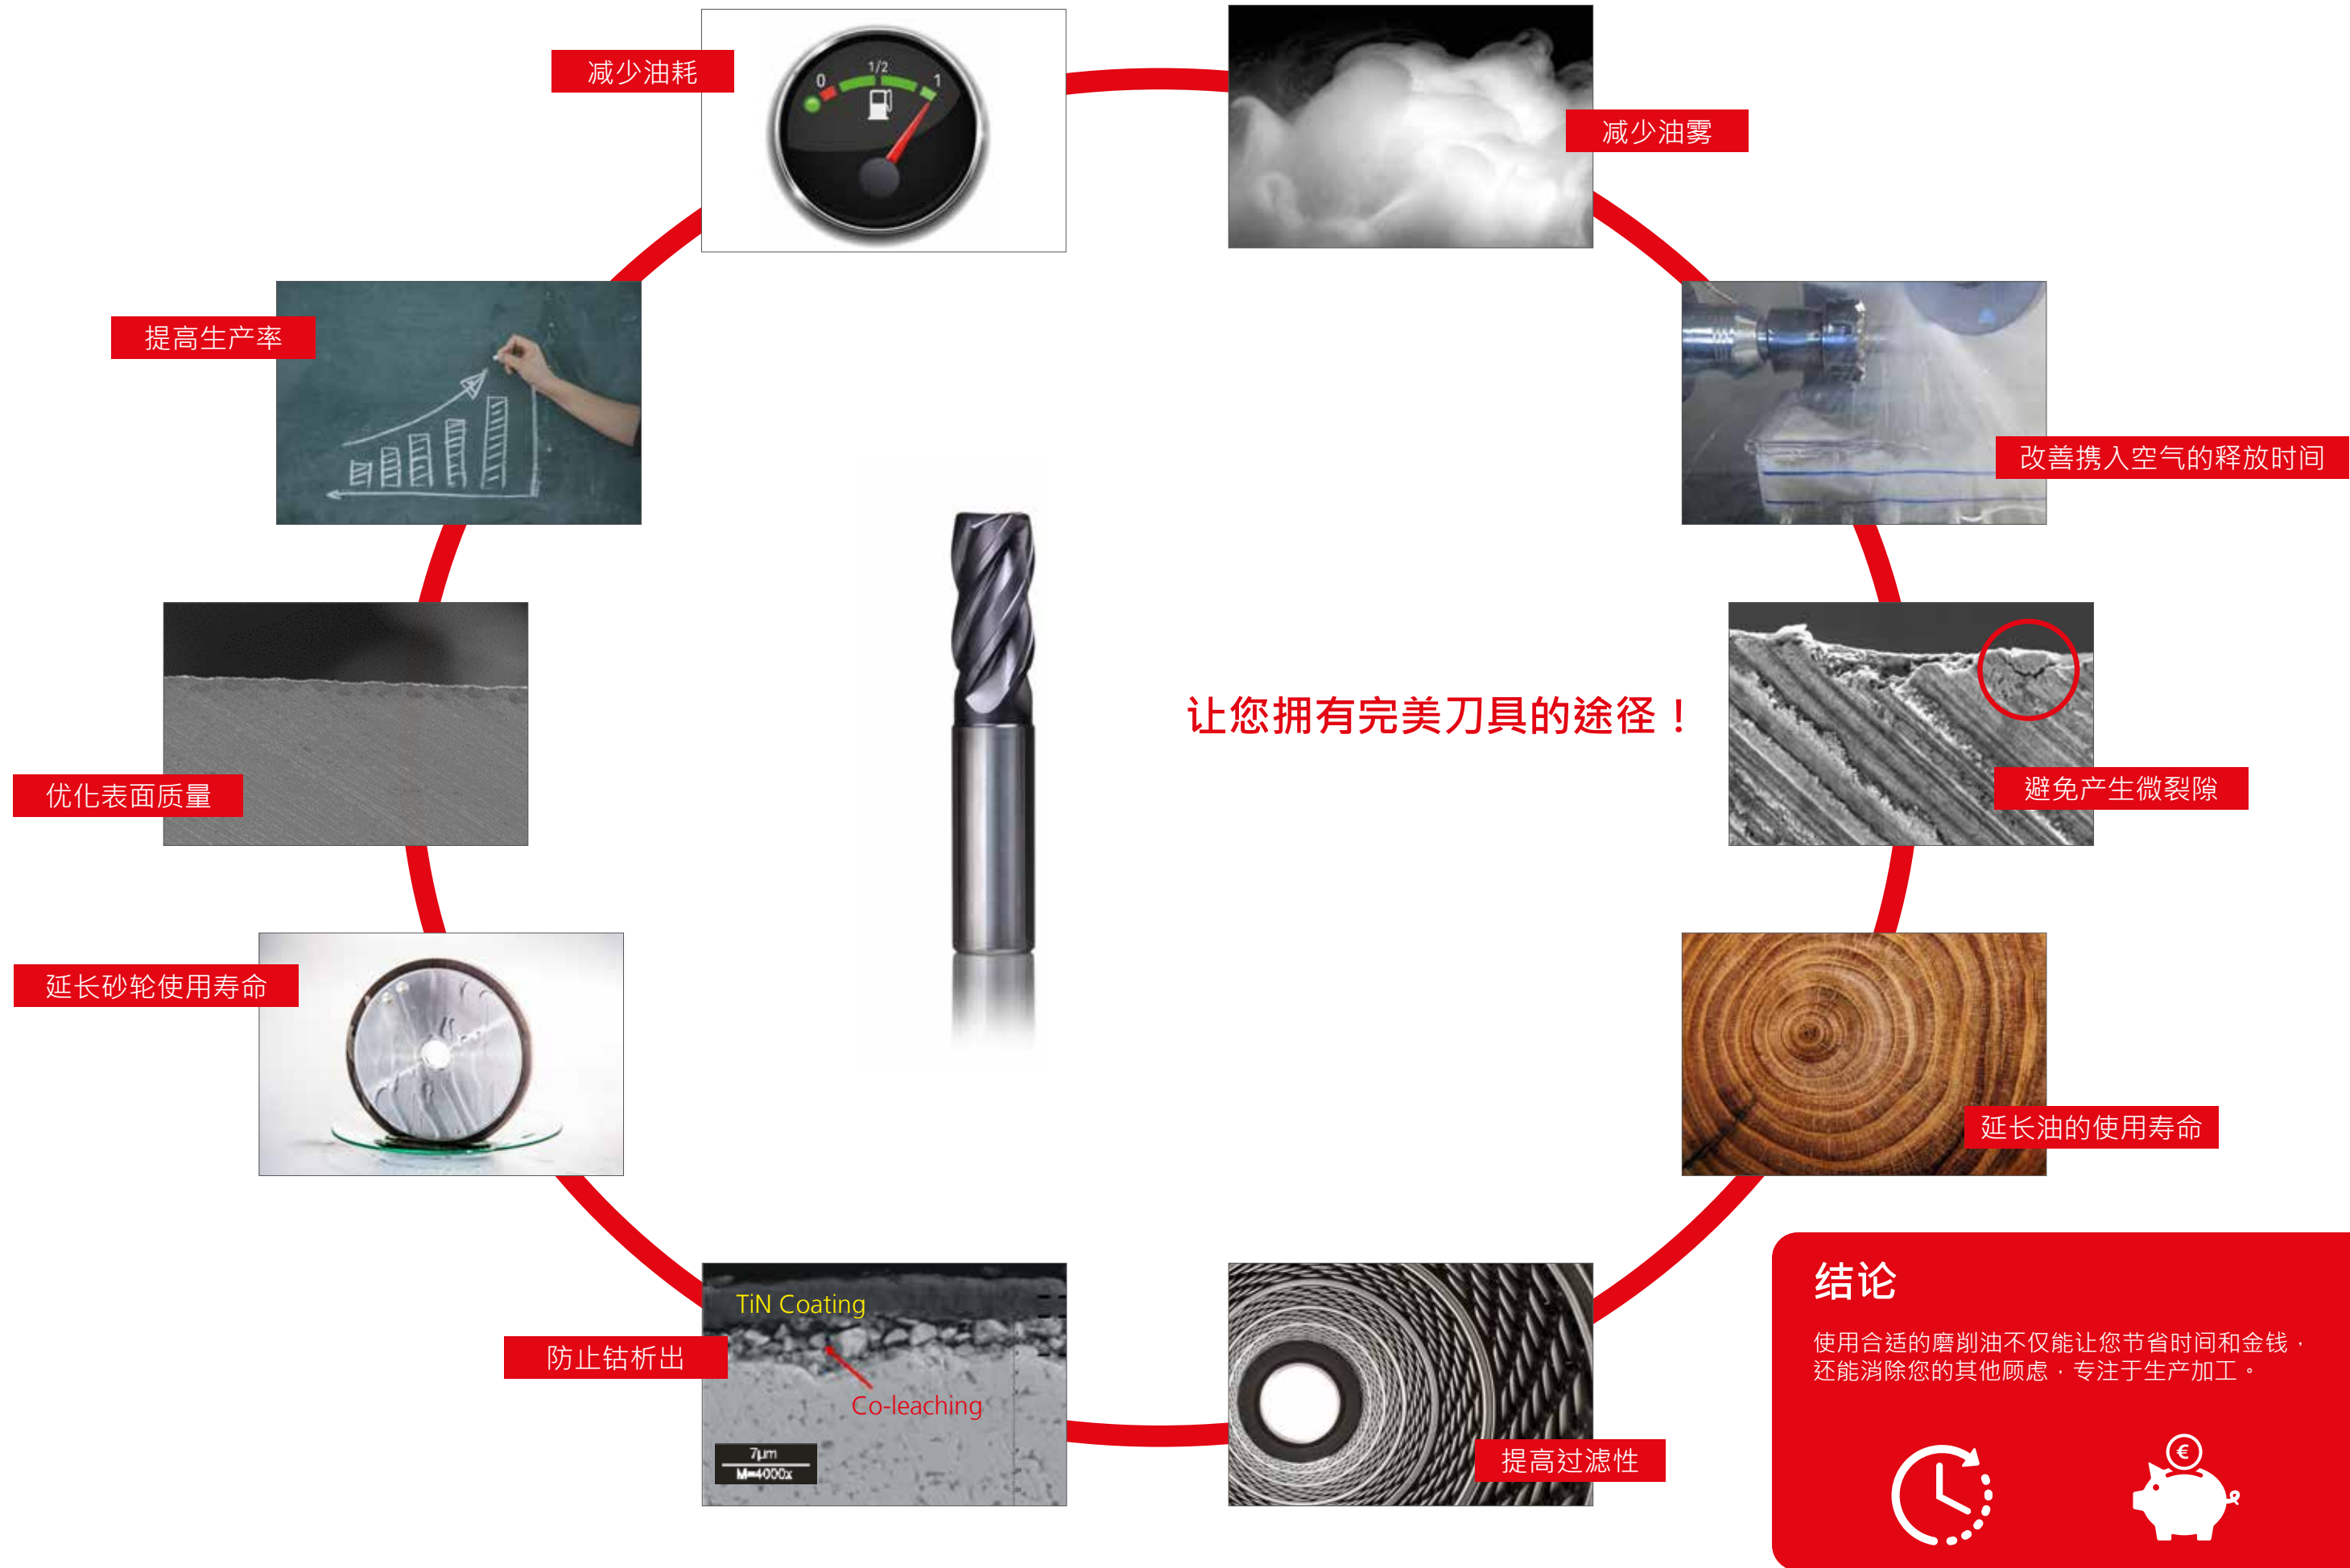 减少油耗
0 1/2 1
减少油雾
提高生产率
改善携入空气的释放时间
让您拥有完美刀具的途径！
优化表面质量
避免产生微裂隙
延长砂轮使用寿命
延长油的使用寿命
TiN Coating
防止钴析出
Co-leaching
7µm
M=4000x
提高过滤性
结论
使用合适的磨削油不仅能让您节省时间和金钱，
还能消除您的其他顾虑，专注于生产加工。
€